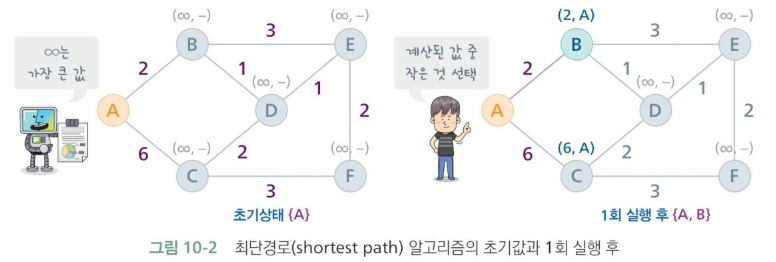 ∞는
가장 큰 값
(∞, –)
(∞, –)
B
3
E
2
1
(∞, –)
1
A
D
2
6
(∞, –)
2
(∞, –)
C
3
F
초기상태 {A}
계산된 값 중
작은 것 선택
(2, A)
(∞, –)
B
3
E
2
1
(∞, –)
1
A
D
2
6
(6, A)
2
(∞, –)
C
3
F
1회 실행 후 {A, B}
그림 10-2 최단경로(shortest path) 알고리즘의 초기값과 1회 실행 후